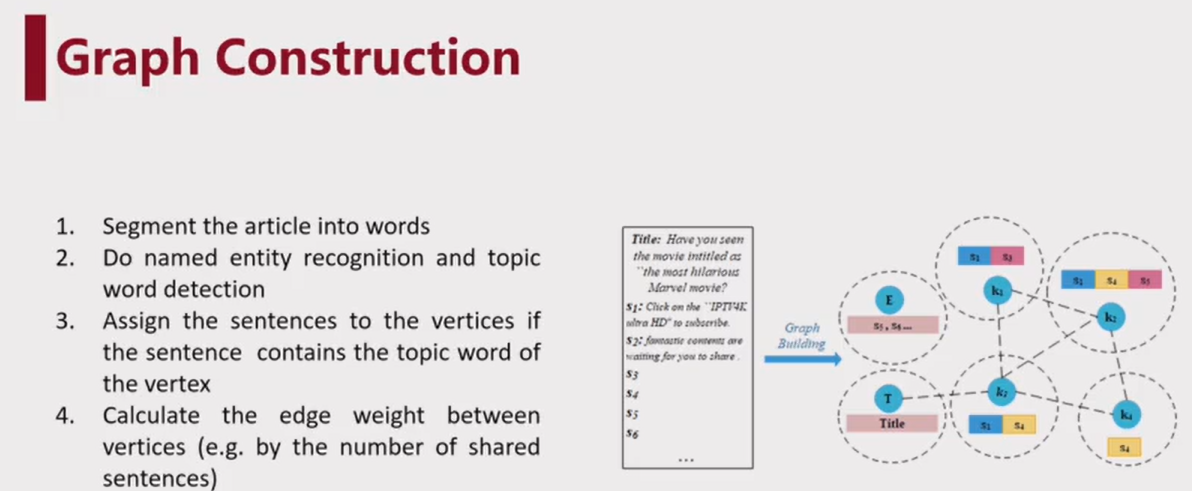 Graph Construction
1. Segment the article into words
2. Do named entity recognition and topic
word detection
3. Assign the sentences to the vertices if
the sentence contains the topic word of
the vertex
4. Calculate the edge weight between
vertices (e.g. by the number of shared
sentences)
Title: Have you seen
the movie intitled as
``the most hilarious
Marvel movie?
S1: Click on the ``IPTV4K
ultra HD" to subscribe.
S2: fantastic contents are
waiting for you to share .
S3
S4
S5
S6
...
Graph
Building
E
S5, S6 ...
T
Title
S1
k1
k2
S4
S5
k3
S1 S4
k4
S4